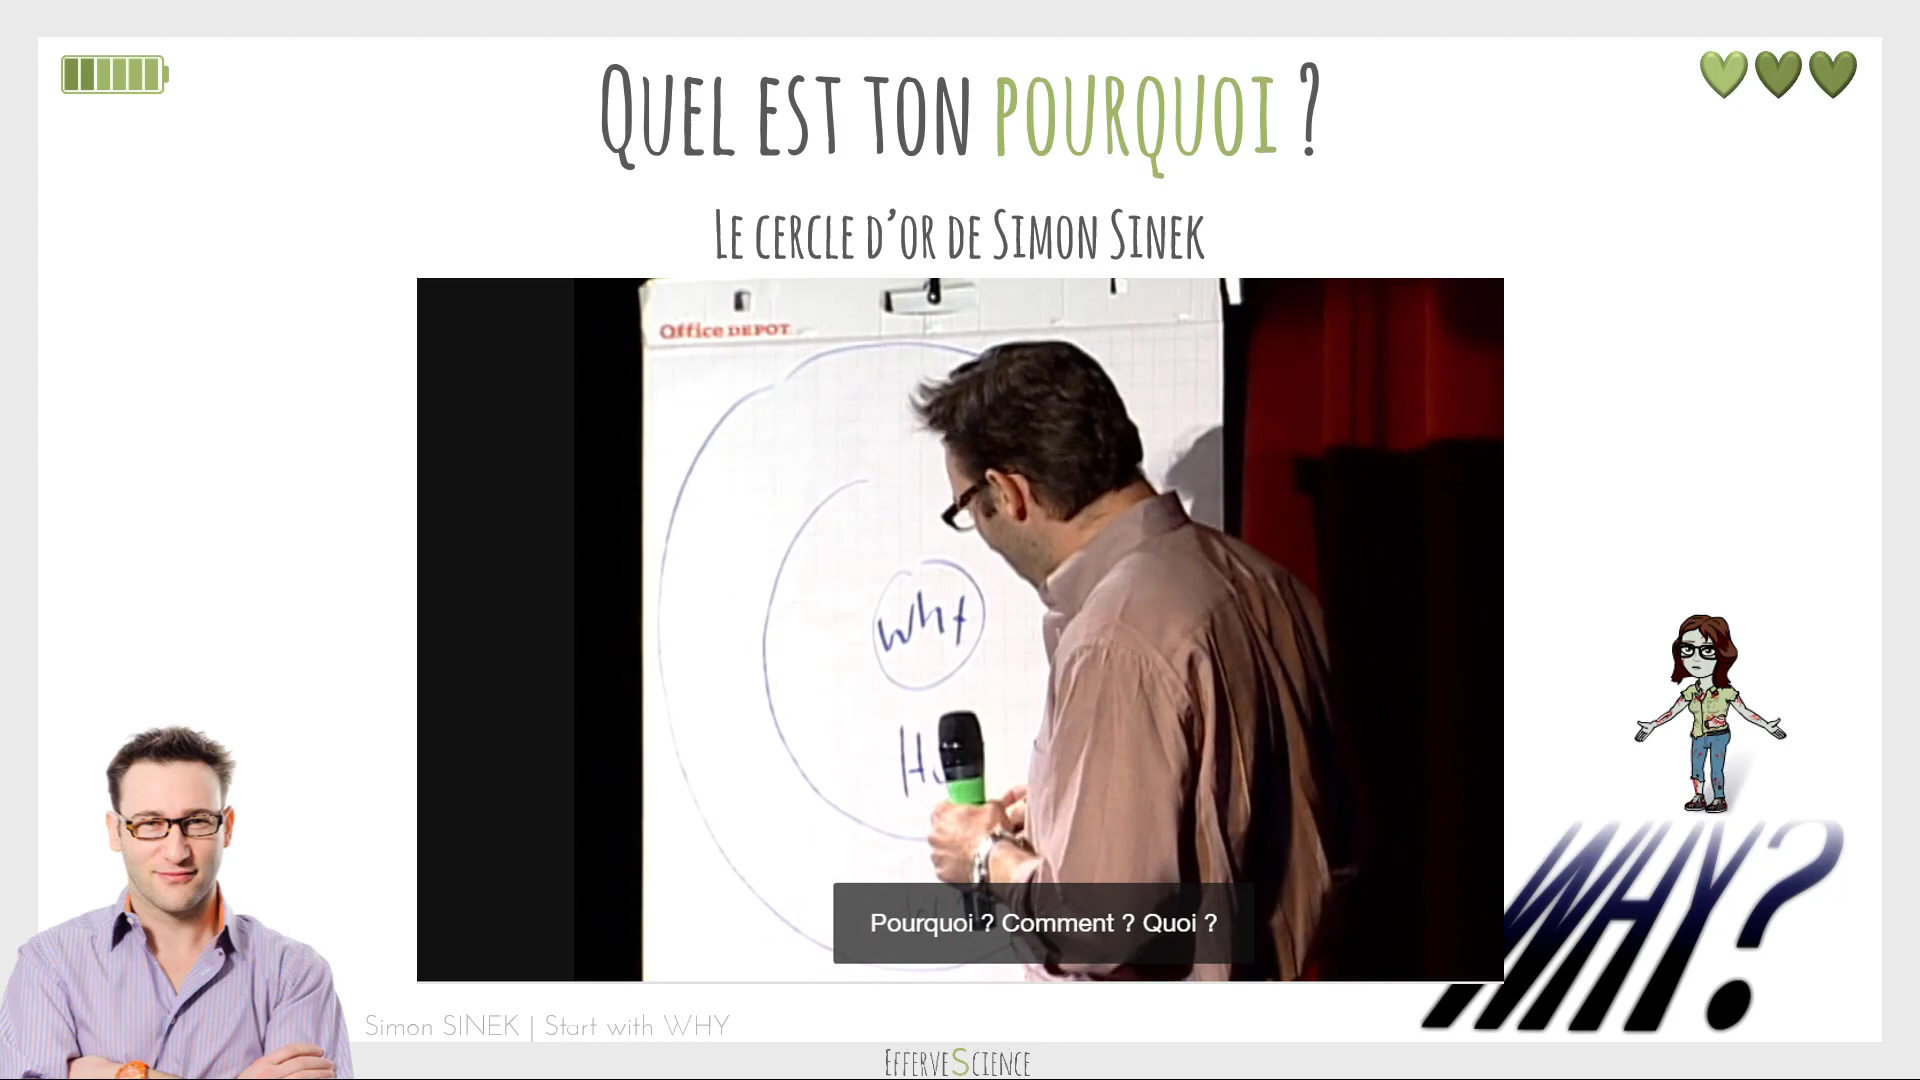 Quel est ton pourquoi ?
Le cercle d’or de Simon Sinek
Office DEPOT
Why
Pourquoi ? Comment ? Quoi ?
WHY?
Simon SINEK | Start with WHY
EfferveScience